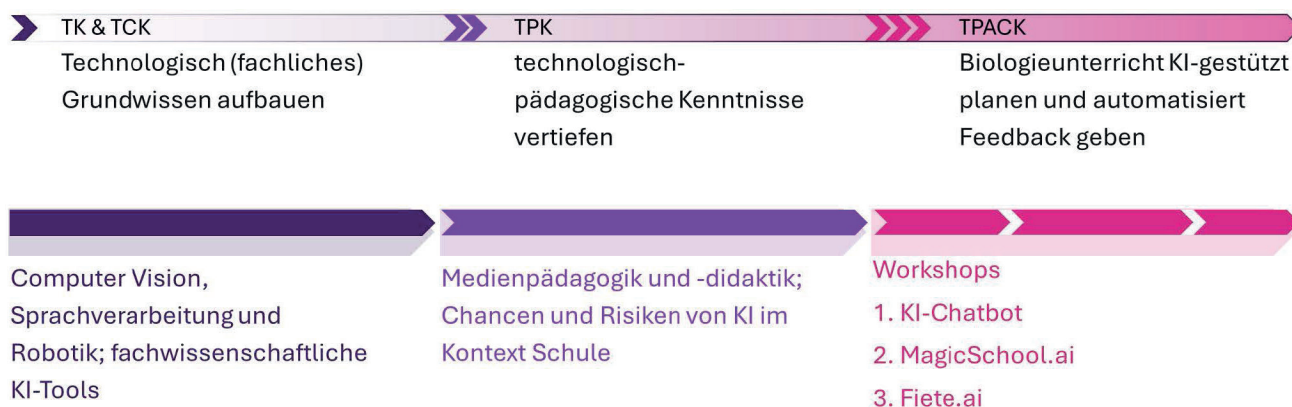 TK & TCK
Technologisch (fachliches)
Grundwissen aufbauen
TPK
technologisch-
pädagogische Kenntnisse
vertiefen
TPACK
Biologieunterricht KI-gestützt
planen und automatisiert
Feedback geben
Computer Vision,
Sprachverarbeitung und
Robotik; fachwissenschaftliche
KI-Tools
Medienpädagogik und -didaktik;
Chancen und Risiken von KI im
Kontext Schule
Workshops
1. KI-Chatbot
2. MagicSchool.ai
3. Fiete.ai